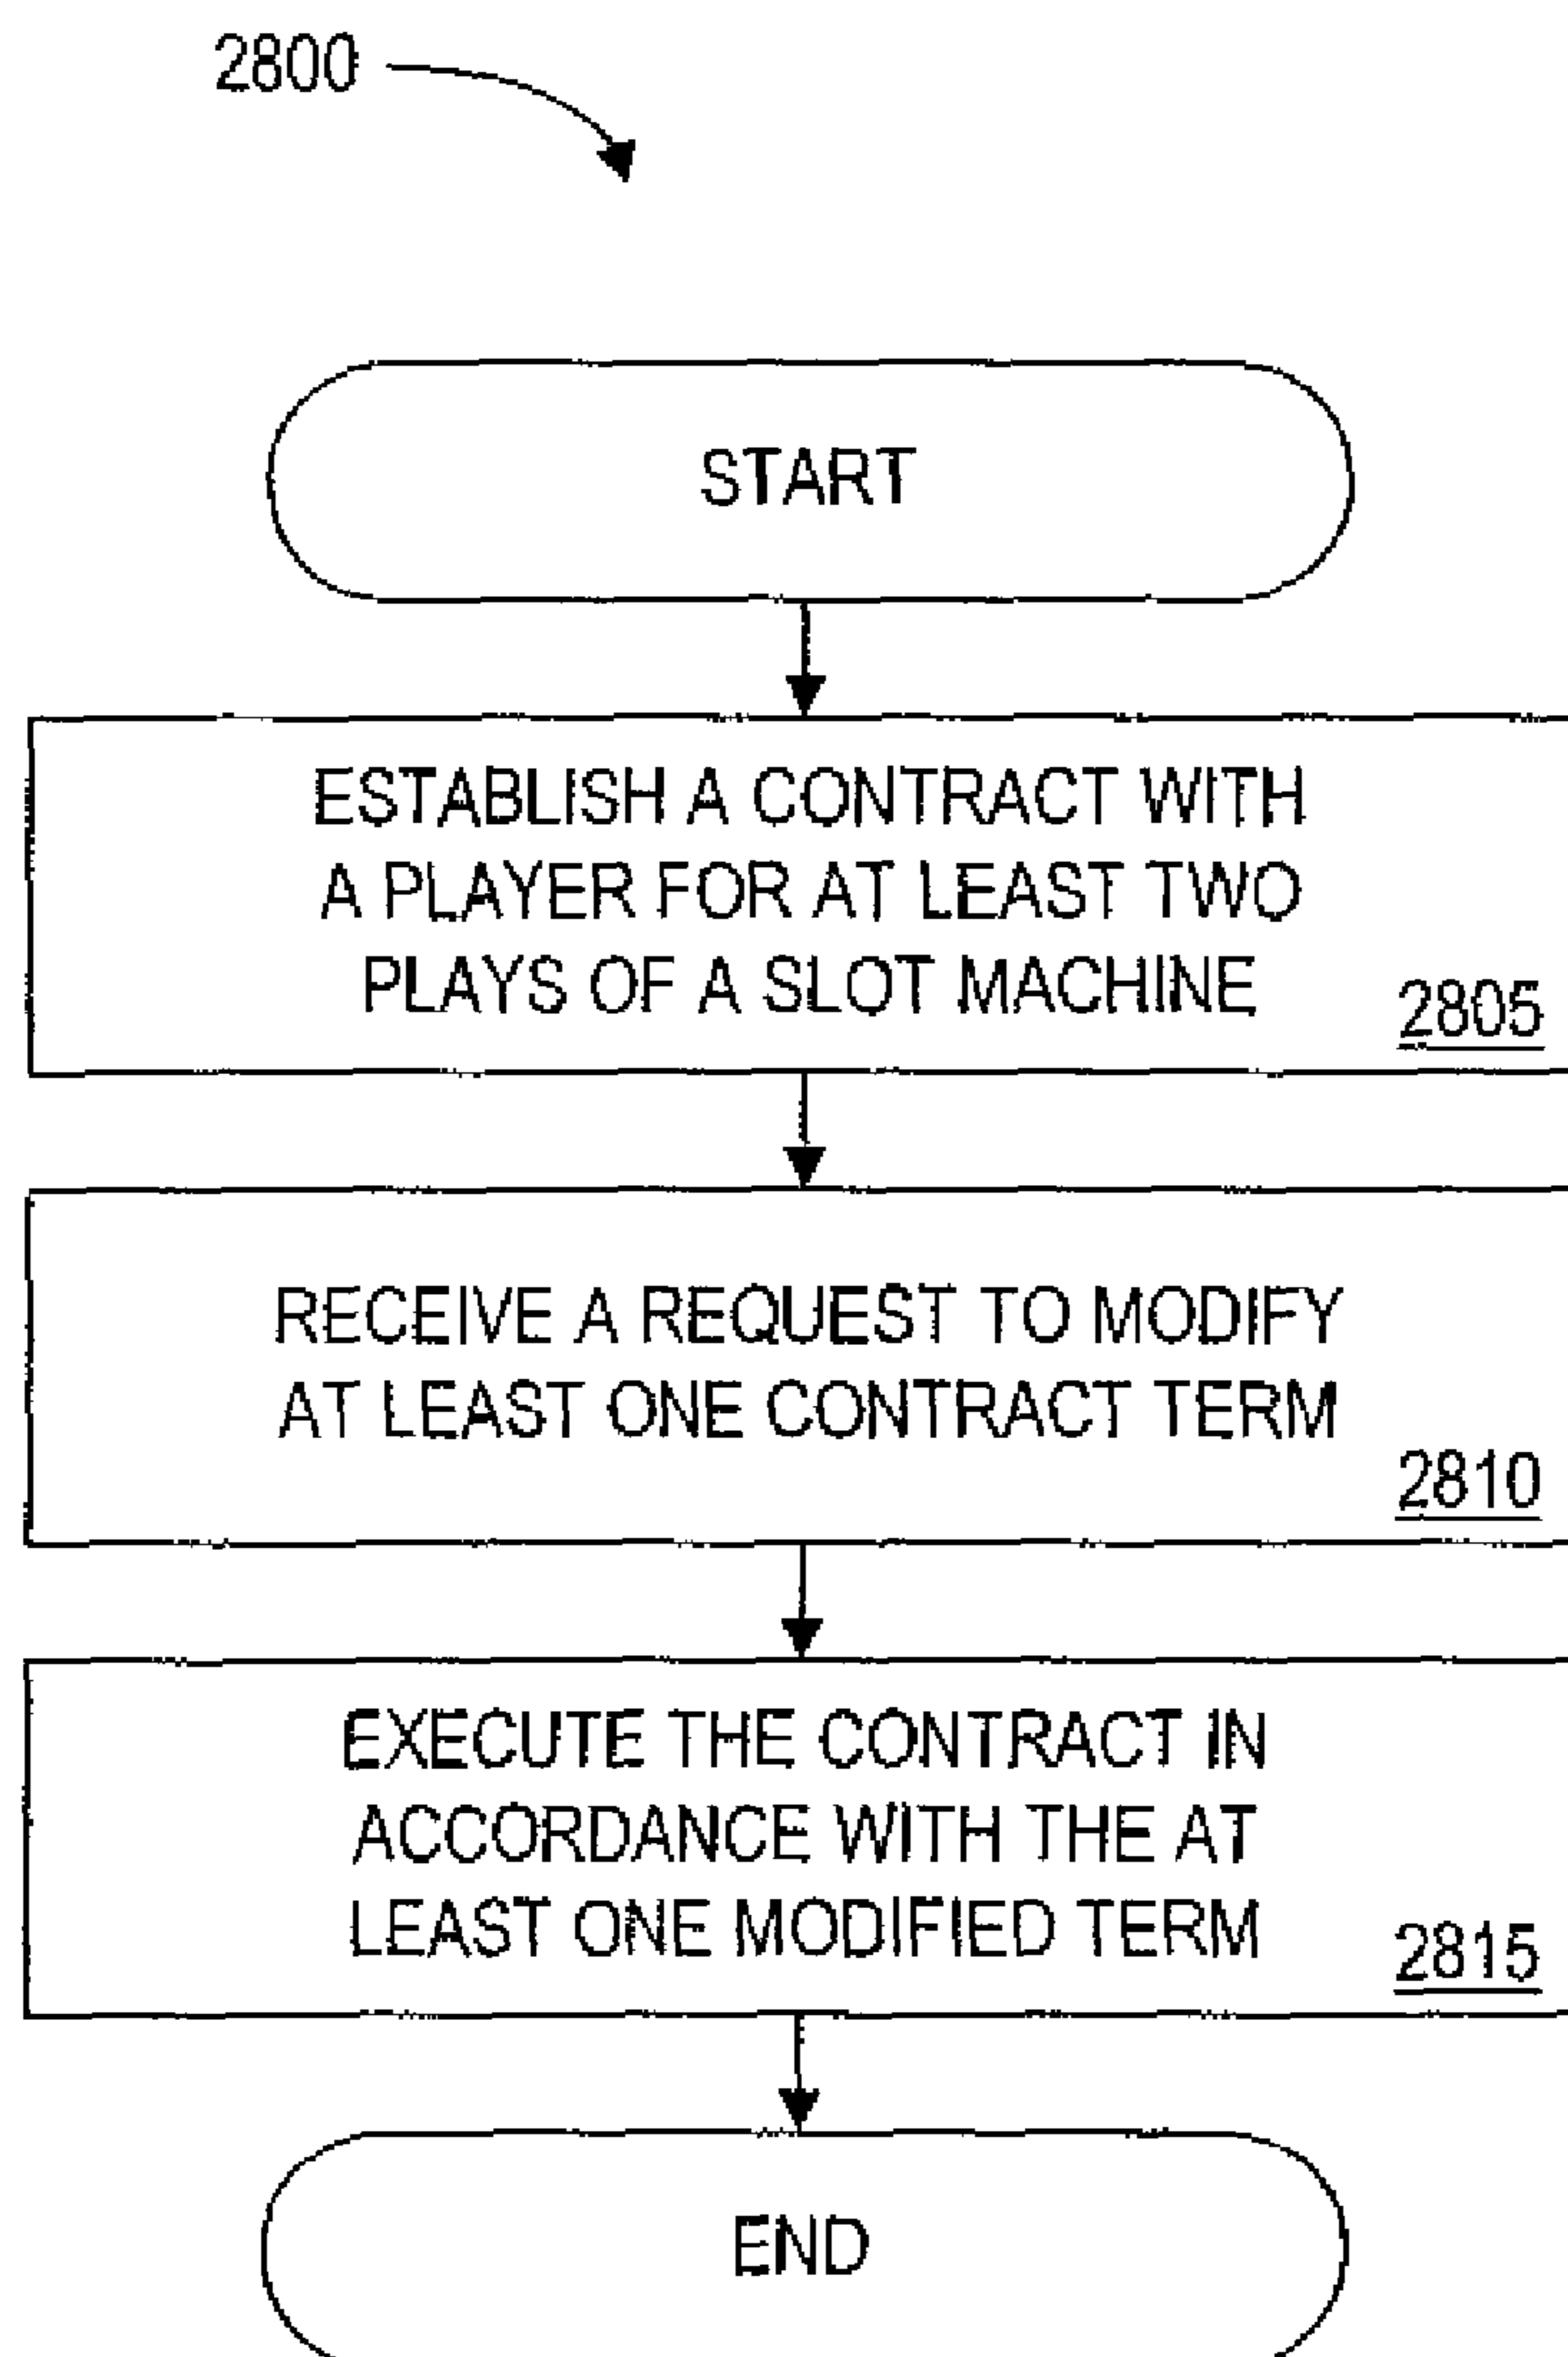 2800
START
ESTABLISH A CONTRACT WITH
A PLAYER FOR AT LEAST TWO
PLAYS OF A SLOT MACHINE
2805
RECEIVE A REQUEST TO MODIFY
AT LEAST ONE CONTRACT TERM
2810
EXECUTE THE CONTRACT IN
ACCORDANCE WITH THE AT
LEAST ONE MODIFIED TERM
2815
END